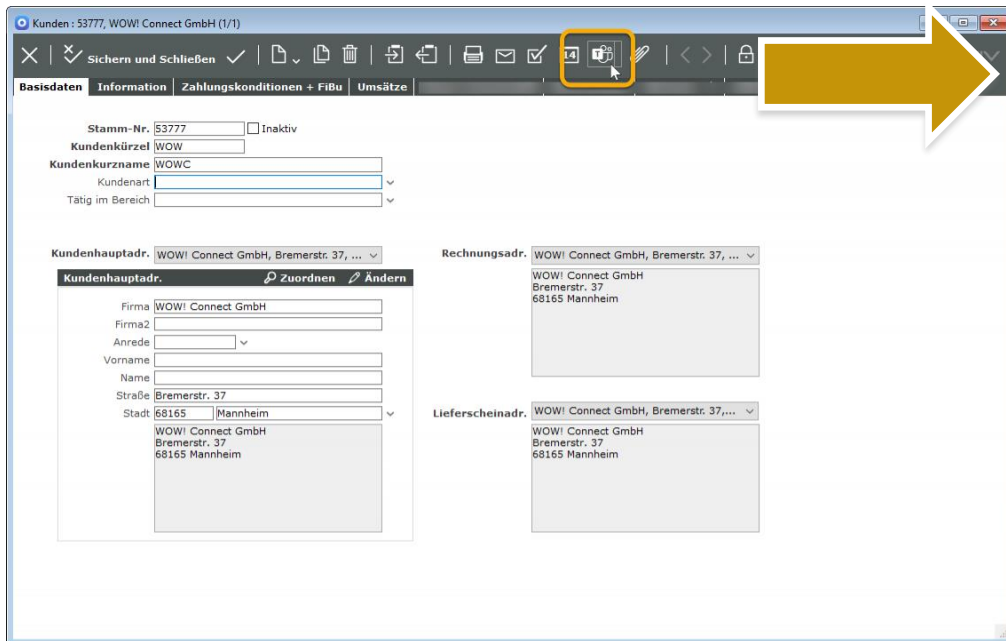 Kunden : 53777, WOW! Connect GmbH (1/1)
Sichern und Schließen
14
T
Basisdaten Information Zahlungskonditionen + FiBu Umsätze
Stamm-Nr. 53777 Inaktiv
Kundenkürzel WOW
Kundenkurzname WOWC
Kundenart
Tätig im Bereich
Kundenhauptadr. WOW! Connect GmbH, Bremerstr. 37, ...
Kundenhauptadr. Zuordnen Ändern
Firma WOW! Connect GmbH
Firma2
Anrede
Vorname
Name
Straße Bremerstr. 37
Stadt 68165 Mannheim
WOW! Connect GmbH
Bremerstr. 37
68165 Mannheim
Rechnungsadr. WOW! Connect GmbH, Bremerstr. 37, ...
WOW! Connect GmbH
Bremerstr. 37
68165 Mannheim
Lieferscheinadr. WOW! Connect GmbH, Bremerstr. 37,...
WOW! Connect GmbH
Bremerstr. 37
68165 Mannheim